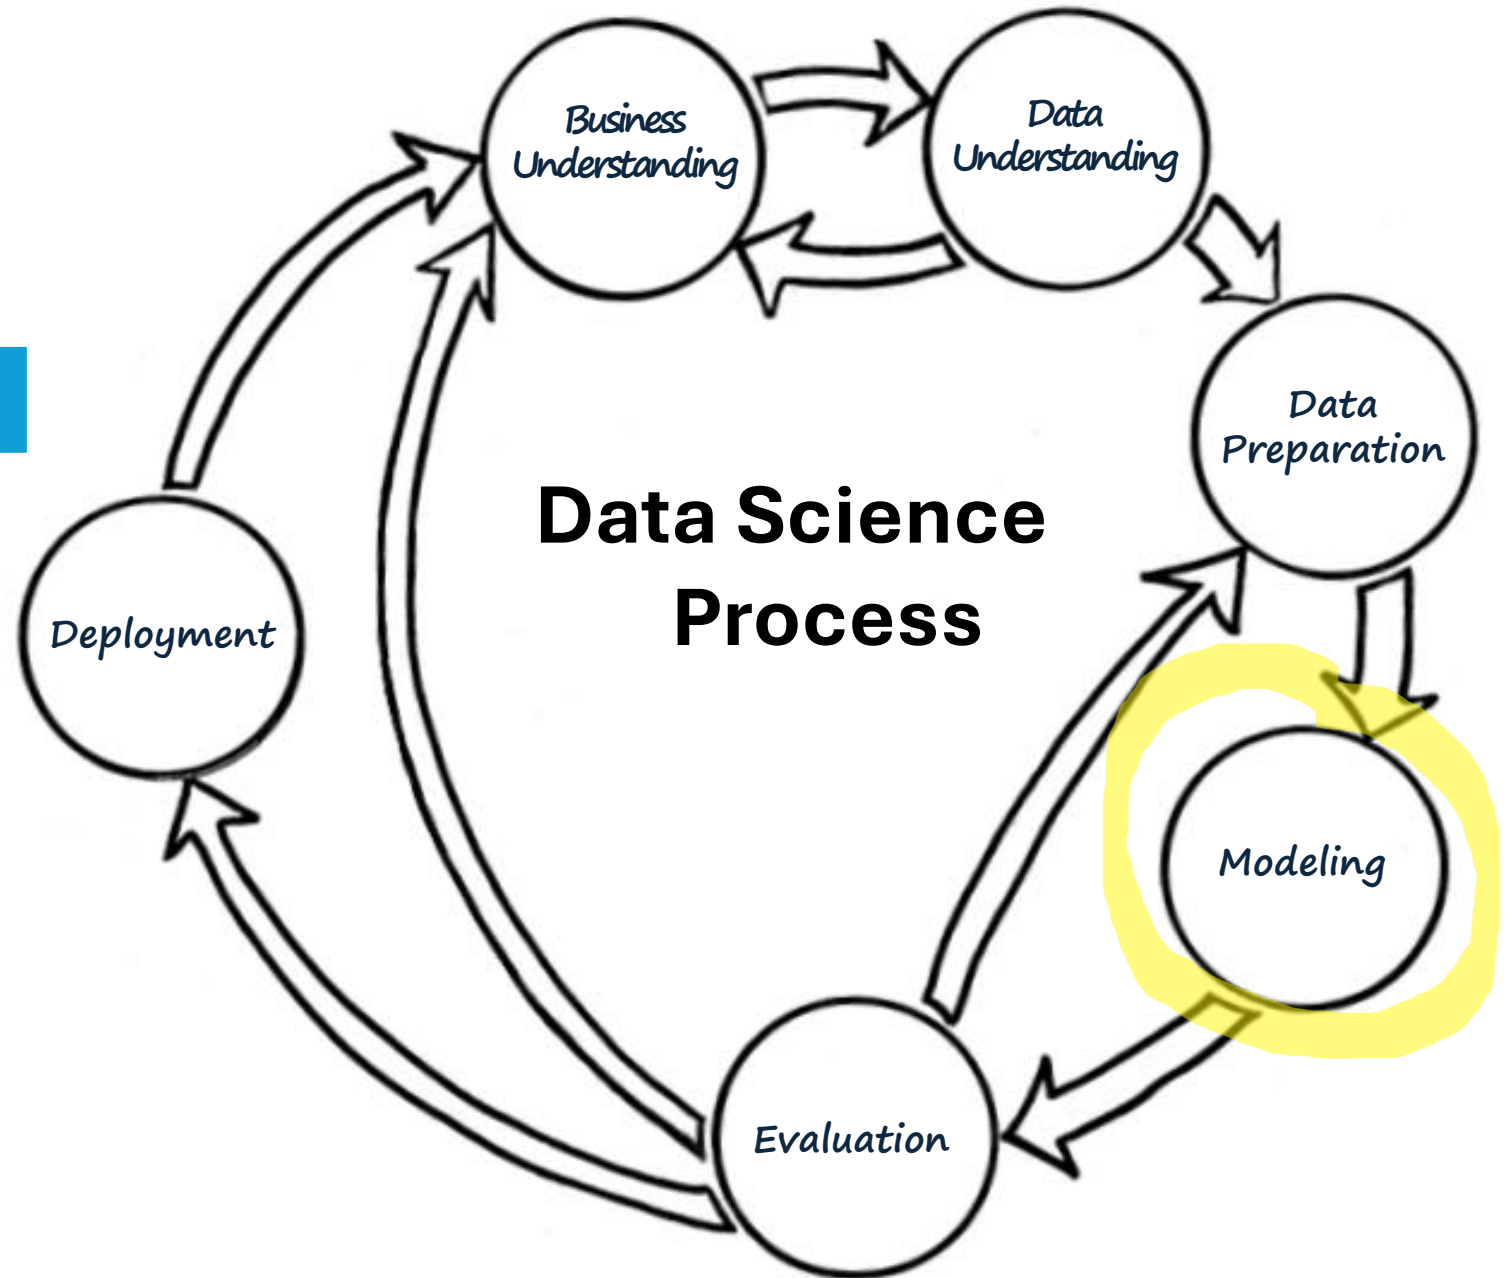 Business
Understanding
Data
Understanding
Data
Preparation
Data Science
Process
Deployment
Modeling
Evaluation